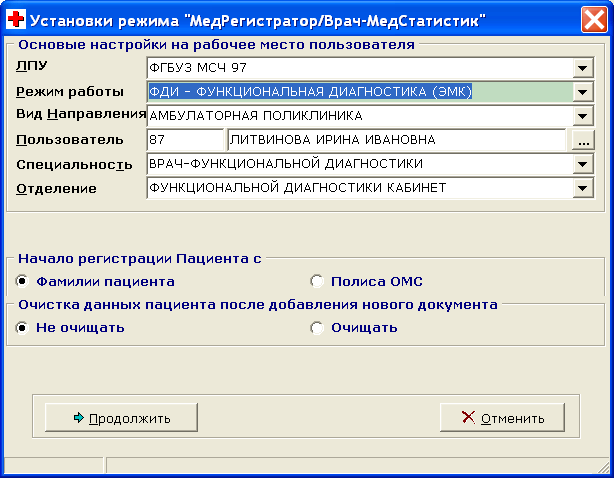 Установки режима "МедРегистратор/Врач-МедСтатистик"
Основые настройки на рабочее место пользователя
ЛПУ ФГБУЗ МСЧ 97
Режим работы ФДИ - ФУНКЦИОНАЛЬНАЯ ДИАГНОСТИКА (ЭМК)
Вид Направления АМБУЛАТОРНАЯ ПОЛИКЛИНИКА
Пользователь 87 ЛИТВИНОВА ИРИНА ИВАНОВНА ...
Специальность ВРАЧ-ФУНКЦИОНАЛЬНОЙ ДИАГНОСТИКИ
Отделение ФУНКЦИОНАЛЬНОЙ ДИАГНОСТИКИ КАБИНЕТ
Начало регистрации Пациента с
Фамилии пациента Полиса ОМС
Очистка данных пациента после добавления нового документа
Не очищать Очищать
Продолжить Отменить